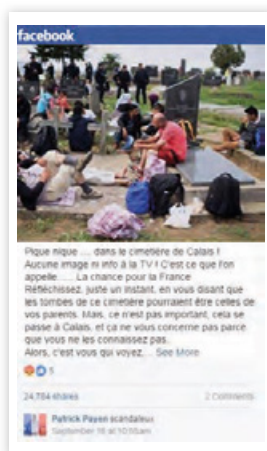 facebook
Pique nique .... dans le cimetière de Calais !
Aucune image ni info à la TV ! C'est ce que l'on
appelle ..... La chance pour la France
Réfléchissez, juste un instant, en vous disant que
les tombes de ce cimetière pourraient être celles de
vos parents. Mais, ce n'est pas important, cela se
passe à Calais, et ça ne vous concerne pas parce
que vous ne les connaissez pas..
Alors, c'est vous qui voyez.... See More
5
24,784 shares 2 Comments
Patrick Payen scandaleux
September 16 at 10:50am